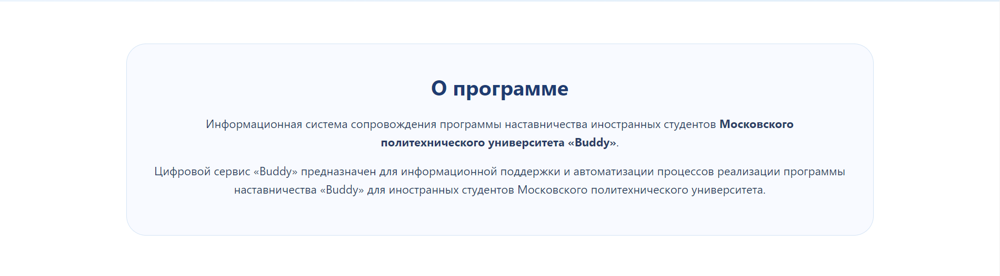 О программе
Информационная система сопровождения программы наставничества иностранных студентов Московского
политехнического университета «Buddy».
Цифровой сервис «Buddy» предназначен для информационной поддержки и автоматизации процессов реализации программы
наставничества «Buddy» для иностранных студентов Московского политехнического университета.